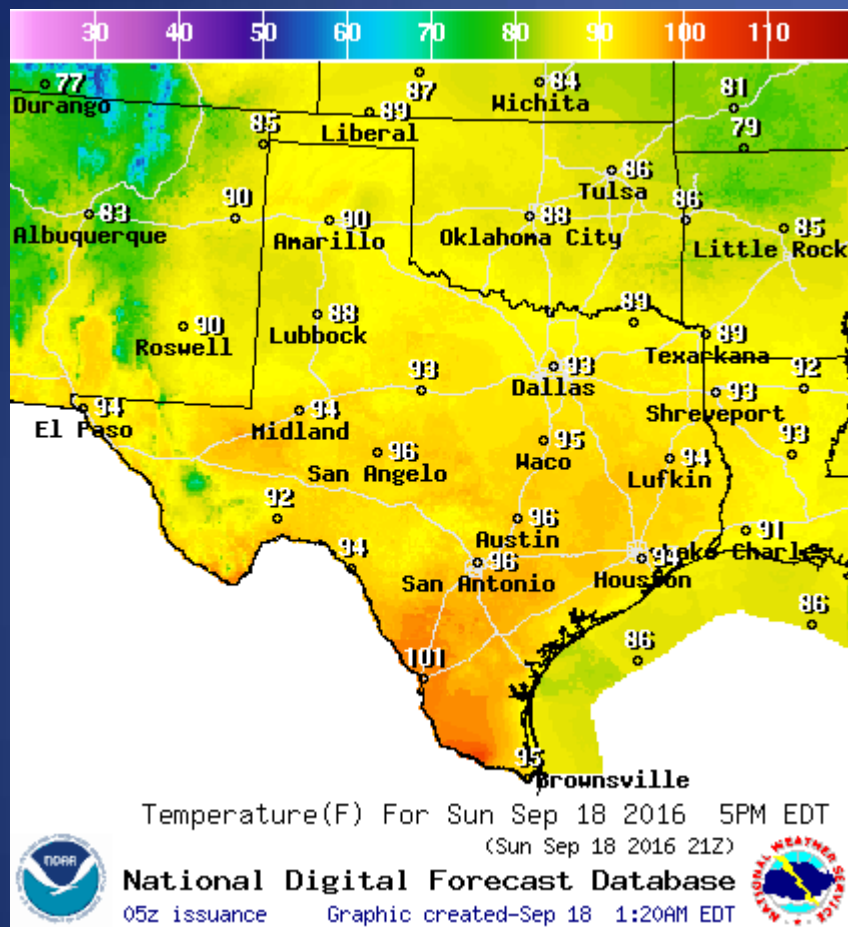 30 40 50 60 70 80 90 100 110
77
Durango
87
84
Wichita
81
89
Liberal
85
79
86
Tulsa
83
Albuquerque
90
90
Amarillo
88
Oklahoma City
86
85
Little Rock
90
Roswell
88
Lubbock
89
89
Texarkana
93
93
Dallas
92
93
Shreveport
94
El Paso
94
Midland
96
San Angelo
95
Waco
94
Lufkin
93
92
96
Austin
91
Lake Charles
94
96
San Antonio
94
Houston
86
86
101
95
Brownsville
Temperature(F) For Sun Sep 18 2016 5PM EDT
(Sun Sep 18 2016 21Z)
National Digital Forecast Database
05z issuance Graphic created-Sep 18 1:20AM EDT
NOAA
NATIONAL WEATHER SERVICE